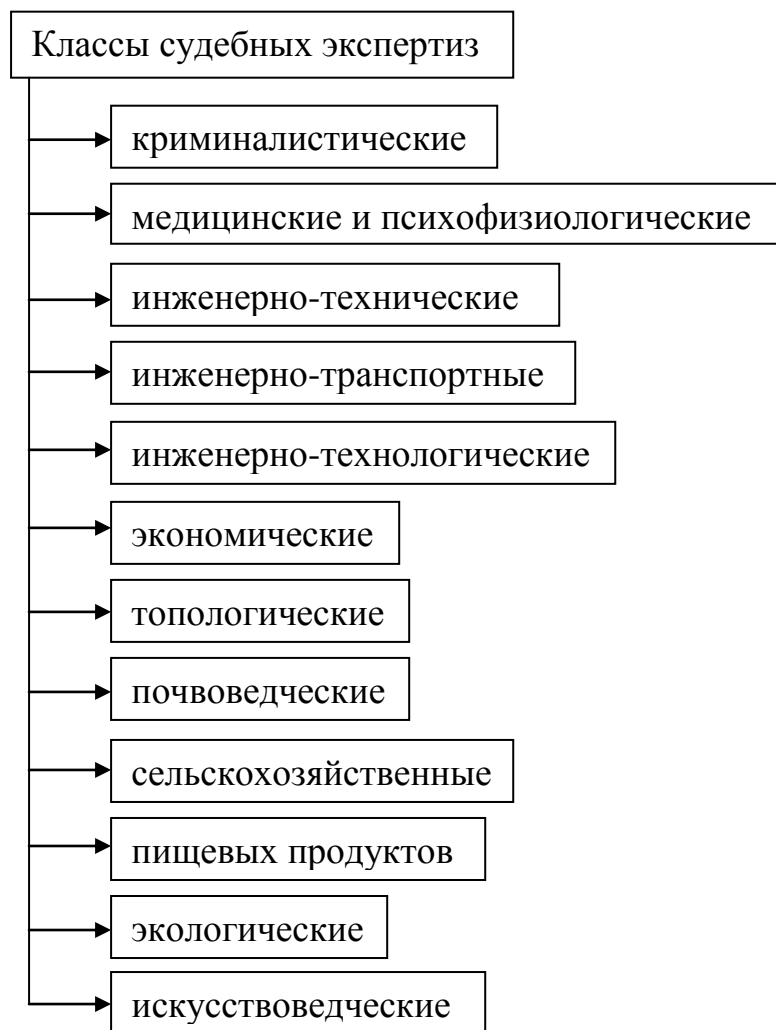 Классы судебных экспертиз
криминалистические
медицинские и психофизиологические
инженерно-технические
инженерно-транспортные
инженерно-технологические
экономические
топологические
почвоведческие
сельскохозяйственные
пищевых продуктов
экологические
искусствоведческие